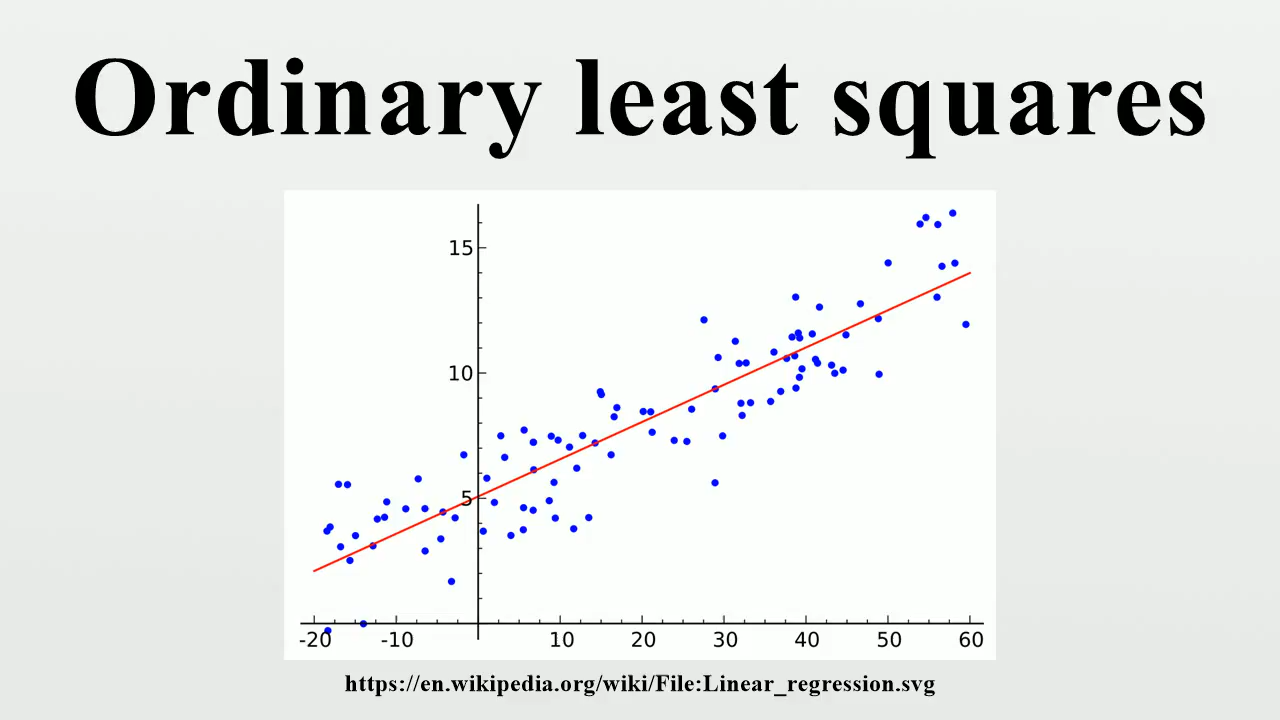 Ordinary least squares
15
10
5
-20 -10 10 20 30 40 50 60
https://en.wikipedia.org/wiki/File:Linear_regression.svg